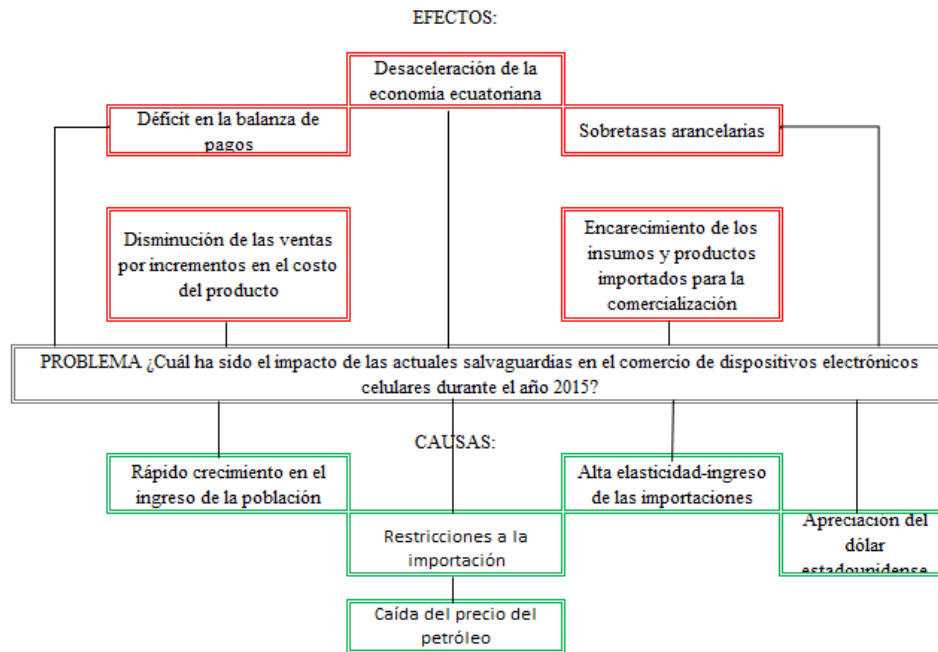 EFECTOS:
Desaceleración de la
economía ecuatoriana
Déficit en la balanza de
pagos
Sobretasas arancelarias
Disminución de las ventas
por incrementos en el costo
del producto
Encarecimiento de los
insumos y productos
importados para la
comercialización
PROBLEMA ¿Cuál ha sido el impacto de las actuales salvaguardias en el comercio de dispositivos electrónicos
celulares durante el año 2015?
CAUSAS:
Rápido crecimiento en el
ingreso de la población
Alta elasticidad-ingreso
de las importaciones
Restricciones a la
importación
Apreciación del
dólar
estadounidense
Caída del precio del
petróleo